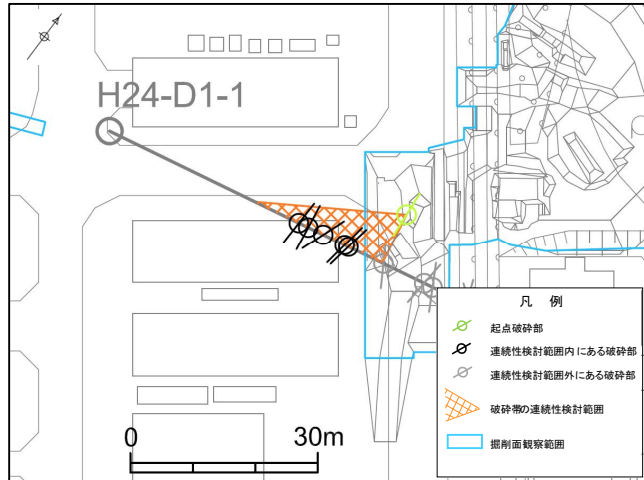 H24-D1-1
凡 例
起点破砕部
連続性検討範囲内にある破砕部
連続性検討範囲外にある破砕部
破砕帯の連続性検討範囲
掘削面観察範囲
0 30m